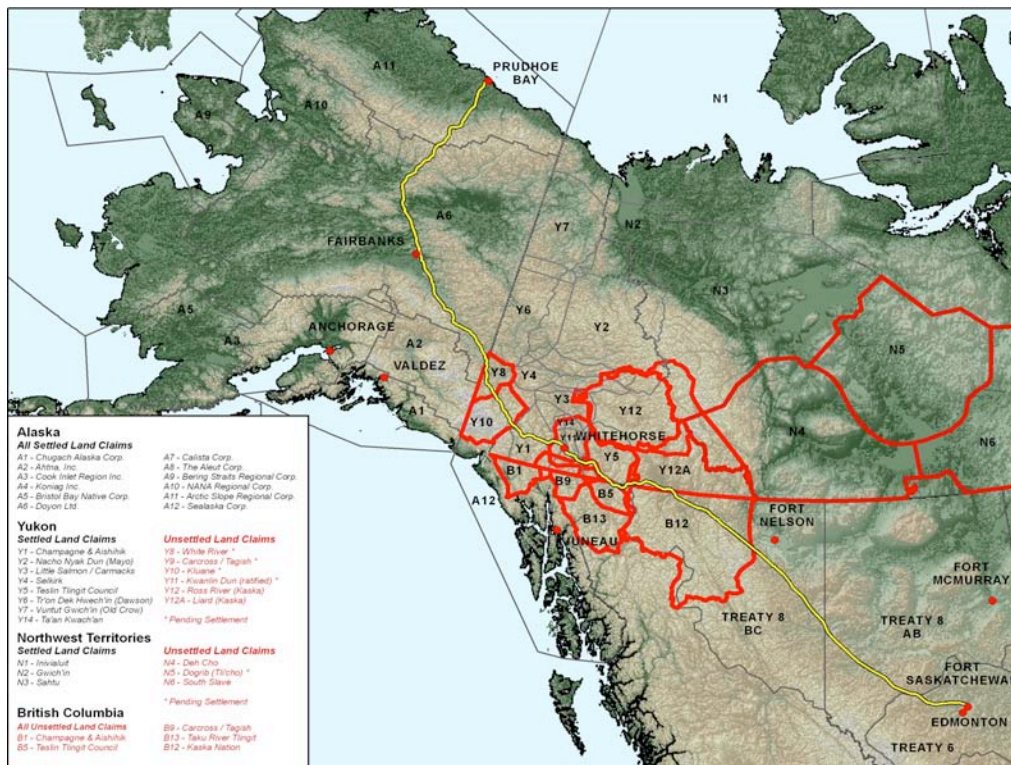 A11
PRUDHOE
BAY
A10
N1
A9
A6
N2
Y7
FAIRBANKS
A7
N3
A5
Y6
Y2
ANCHORAGE
A3
A2
VALDEZ
N5
Y8
Y4
Y3
Y12
A1
Y10
Y14
Y11
WHITEHORSE
N4
N6
Y1
Y5
Y12A
B1
B9
B5
A12
B13
B12
JUNEAU
FORT
NELSON
FORT
MCMURRAY
TREATY 8
BC
TREATY 8
AB
FORT
SASKATCHEWAN
EDMONTON
TREATY 6
Alaska
All Settled Land Claims
A1 - Chugach Alaska Corp.
A2 - Ahtna, Inc
A3 - Cook Inlet Region Inc.
A4 - Koniag Inc.
A5 - Bristol Bay Native Corp.
A6 - Doyon Ltd.
A7 - Calista Corp.
A8 - The Aleut Corp.
A9 - Bering Straits Regional Corp.
A10 - NANA Regional Corp.
A11 - Arctic Slope Regional Corp.
A12 - Sealaska Corp.
Yukon
Settled Land Claims
Y1 - Champagne & Aishihik
Y2 - Nacho Nyak Dun (Mayo)
Y3 - Little Salmon / Carmacks
Y4 - Selkirk
Y5 - Teslin Tlingit Council
Y6 - Tr'on Dek Hwech'in (Dawson)
Y7 - Vuntut Gwich'in (Old Crow)
Y14 - Ta'an Kwach'an
Unsettled Land Claims
Y8 - White River *
Y9 - Carcross / Tagish *
Y10 - Kluane *
Y11 - Kwanlin Dun (ratified) *
Y12 - Ross River (Kaska)
Y12A - Liard (Kaska)
* Pending Settlement
Northwest Territories
Settled Land Claims
N1 - Inivialuit
N2 - Gwich'in
N3 - Sahtu
Unsettled Land Claims
N4 - Deh Cho
N5 - Dogrib (Tli'cho) *
N6 - South Slave
* Pending Settlement
British Columbia
All Unsettled Land Claims
B1 - Champagne & Aishihik
B5 - Teslin Tlingit Council
B9 - Carcross / Tagish
B13 - Taku River Tlingit
B12 - Kaska Nation